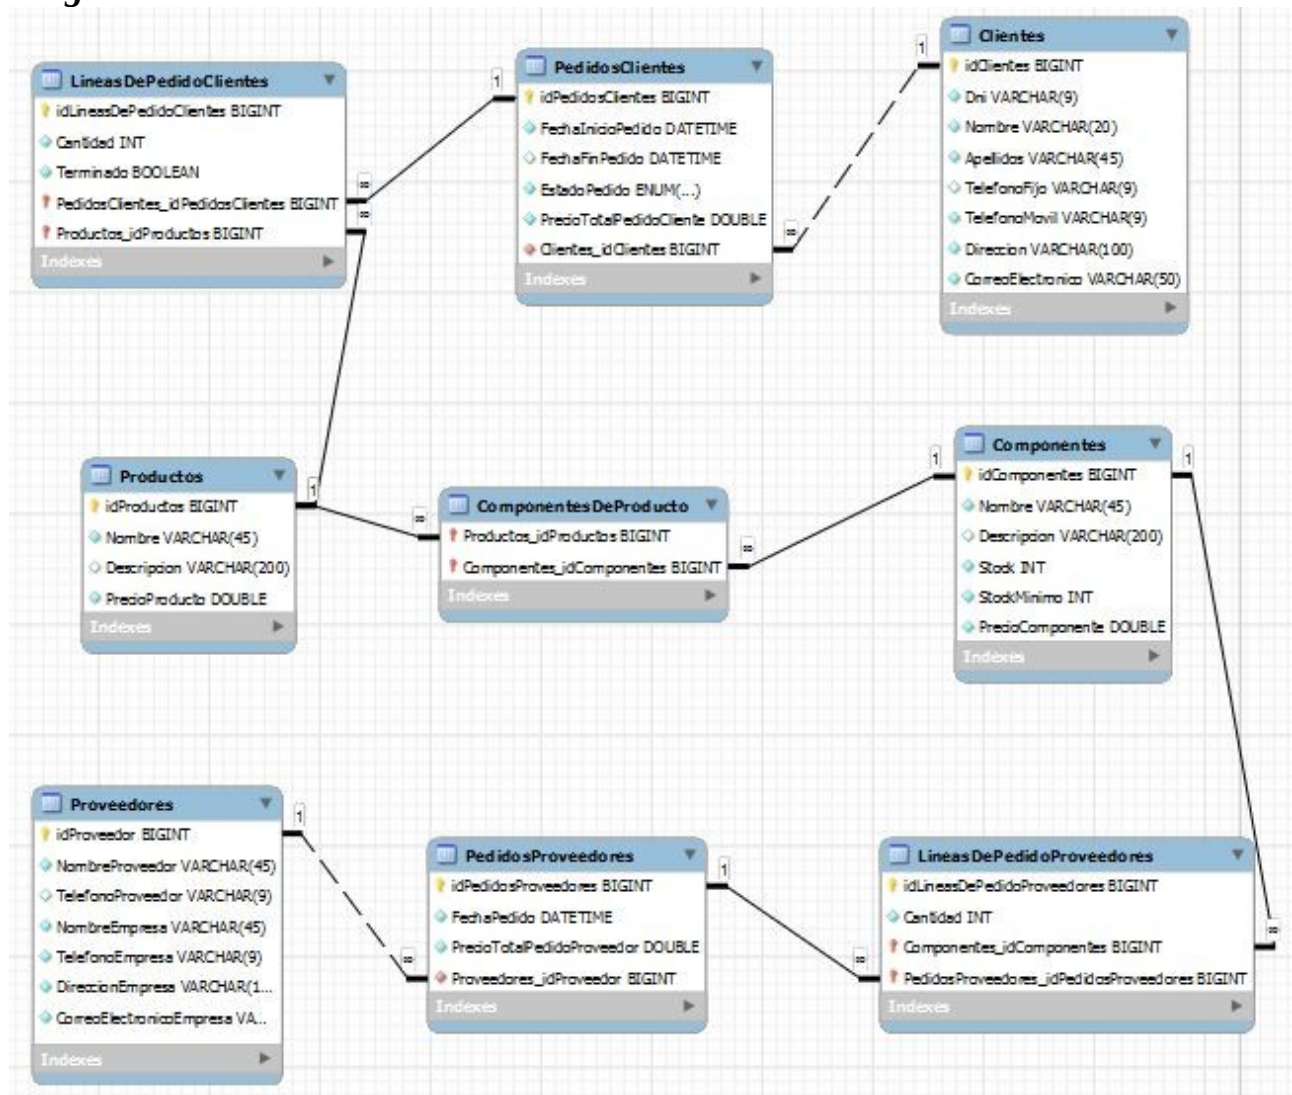 LineasDePedidoClientes
idLineasDePedidoClientes BIGINT
Cantidad INT
Terminado BOOLEAN
PedidosClientes_idPedidosClientes BIGINT
Productos_idProductos BIGINT
Indexes
1
∞
∞
PedidosClientes
idPedidosClientes BIGINT
FechaInicioPedido DATETIME
FechaFinPedido DATETIME
EstadoPedido ENUM(...)
PrecioTotalPedidoCliente DOUBLE
Clientes_idClientes BIGINT
Indexes
1
∞
Clientes
idClientes BIGINT
Dni VARCHAR(9)
Nombre VARCHAR(20)
Apellidos VARCHAR(45)
TelefonoFijo VARCHAR(9)
TelefonoMovil VARCHAR(9)
Direccion VARCHAR(100)
CorreoElectronico VARCHAR(50)
Indexes
Productos
idProductos BIGINT
Nombre VARCHAR(45)
Descripcion VARCHAR(200)
PrecioProducto DOUBLE
Indexes
1
∞
ComponentesDeProducto
Productos_idProductos BIGINT
Componentes_idComponentes BIGINT
Indexes
∞
1
Componentes
idComponentes BIGINT
Nombre VARCHAR(45)
Descripcion VARCHAR(200)
Stock INT
StockMinimo INT
PrecioComponente DOUBLE
Indexes
1
Proveedores
idProveedor BIGINT
NombreProveedor VARCHAR(45)
TelefonoProveedor VARCHAR(9)
NombreEmpresa VARCHAR(45)
TelefonoEmpresa VARCHAR(9)
DireccionEmpresa VARCHAR(1...
CorreoElectronicoEmpresa VA...
Indexes
1
∞
PedidosProveedores
idPedidosProveedores BIGINT
FechaPedido DATETIME
PrecioTotalPedidoProveedor DOUBLE
Proveedores_idProveedor BIGINT
Indexes
1
∞
LineasDePedidoProveedores
idLineasDePedidoProveedores BIGINT
Cantidad INT
Componentes_idComponentes BIGINT
PedidosProveedores_idPedidosProveedores BIGINT
Indexes
∞